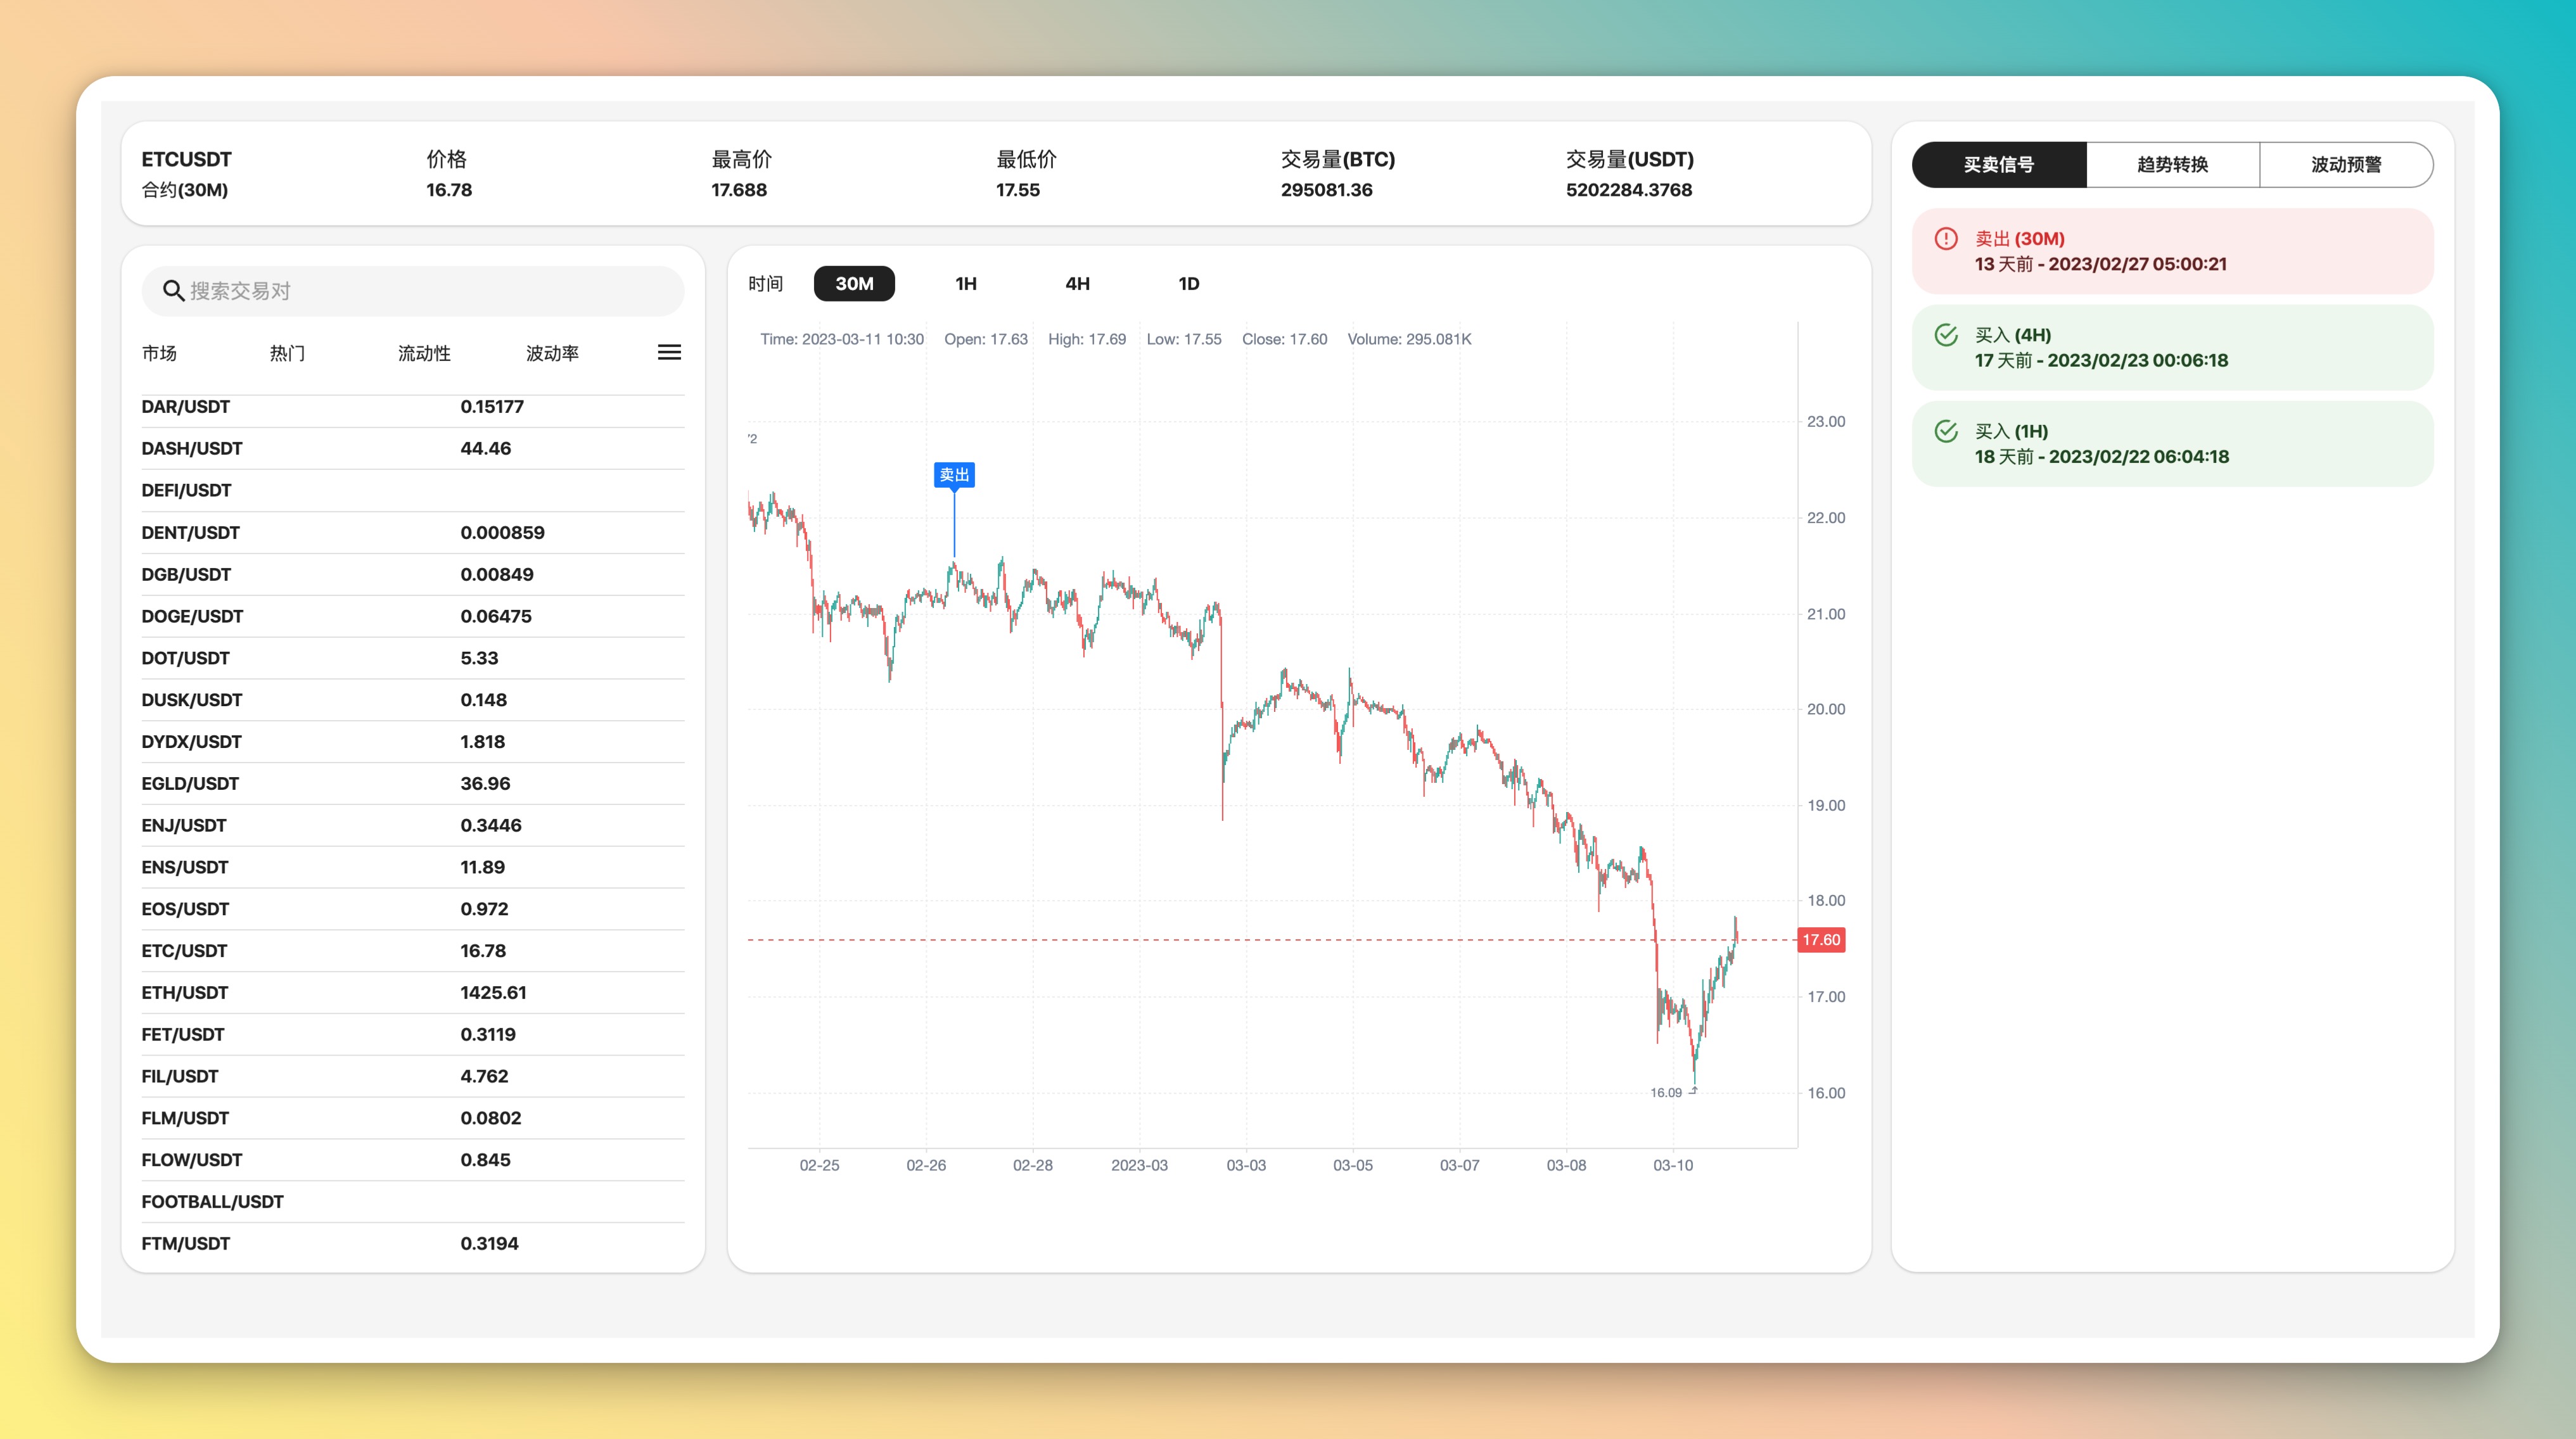 ETCUSDT
合约(30M)
价格
16.78
最高价
17.688
最低价
17.55
交易量(BTC)
295081.36
交易量(USDT)
5202284.3768
搜索交易对
市场 热门 流动性 波动率
DAR/USDT 0.15177
DASH/USDT 44.46
DEFI/USDT
DENT/USDT 0.000859
DGB/USDT 0.00849
DOGE/USDT 0.06475
DOT/USDT 5.33
DUSK/USDT 0.148
DYDX/USDT 1.818
EGLD/USDT 36.96
ENJ/USDT 0.3446
ENS/USDT 11.89
EOS/USDT 0.972
ETC/USDT 16.78
ETH/USDT 1425.61
FET/USDT 0.3119
FIL/USDT 4.762
FLM/USDT 0.0802
FLOW/USDT 0.845
FOOTBALL/USDT
FTM/USDT 0.3194
时间 30M 1H 4H 1D
Time: 2023-03-11 10:30 Open: 17.63 High: 17.69 Low: 17.55 Close: 17.60 Volume: 295.081K
23.00
卖出
22.00
21.00
20.00
19.00
18.00
17.60
17.00
16.09
16.00
02-25 02-26 02-28 2023-03 03-03 03-05 03-07 03-08 03-10
买卖信号 趋势转换 波动预警
卖出 (30M)
13 天前 - 2023/02/27 05:00:21
买入 (4H)
17 天前 - 2023/02/23 00:06:18
买入 (1H)
18 天前 - 2023/02/22 06:04:18